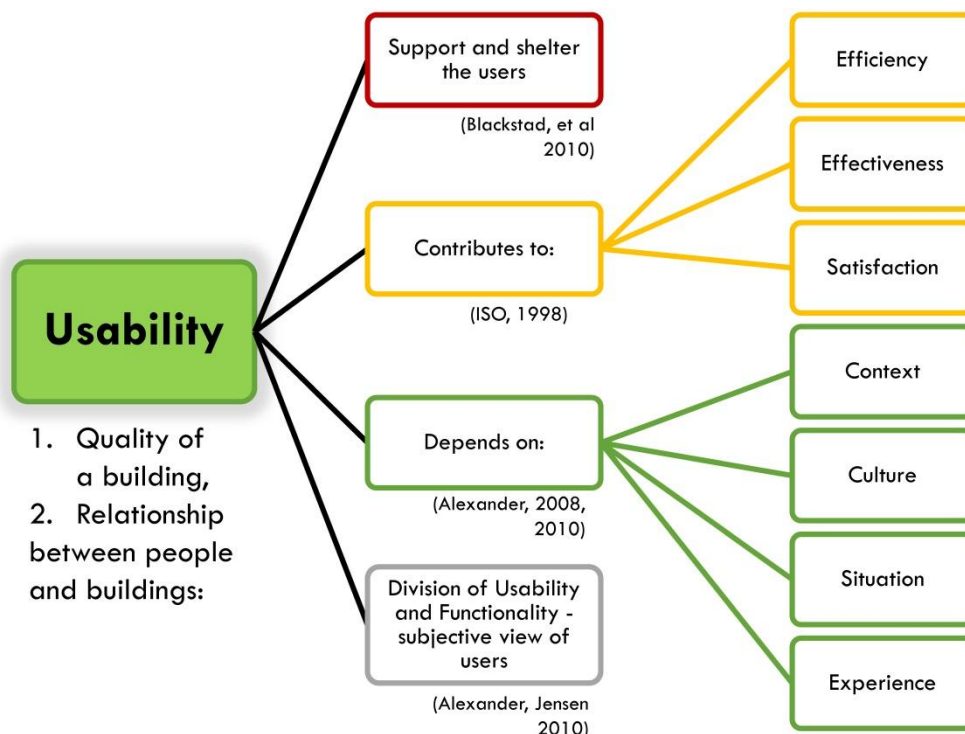 Usability
1. Quality of
a building,
2. Relationship
between people
and buildings:
Support and shelter
the users
(Blackstad, et al
2010)
Contributes to:
(ISO, 1998)
Depends on:
(Alexander, 2008,
2010)
Division of Usability
and Functionality -
subjective view of
users
(Alexander, Jensen
2010)
Efficiency
Effectiveness
Satisfaction
Context
Culture
Situation
Experience